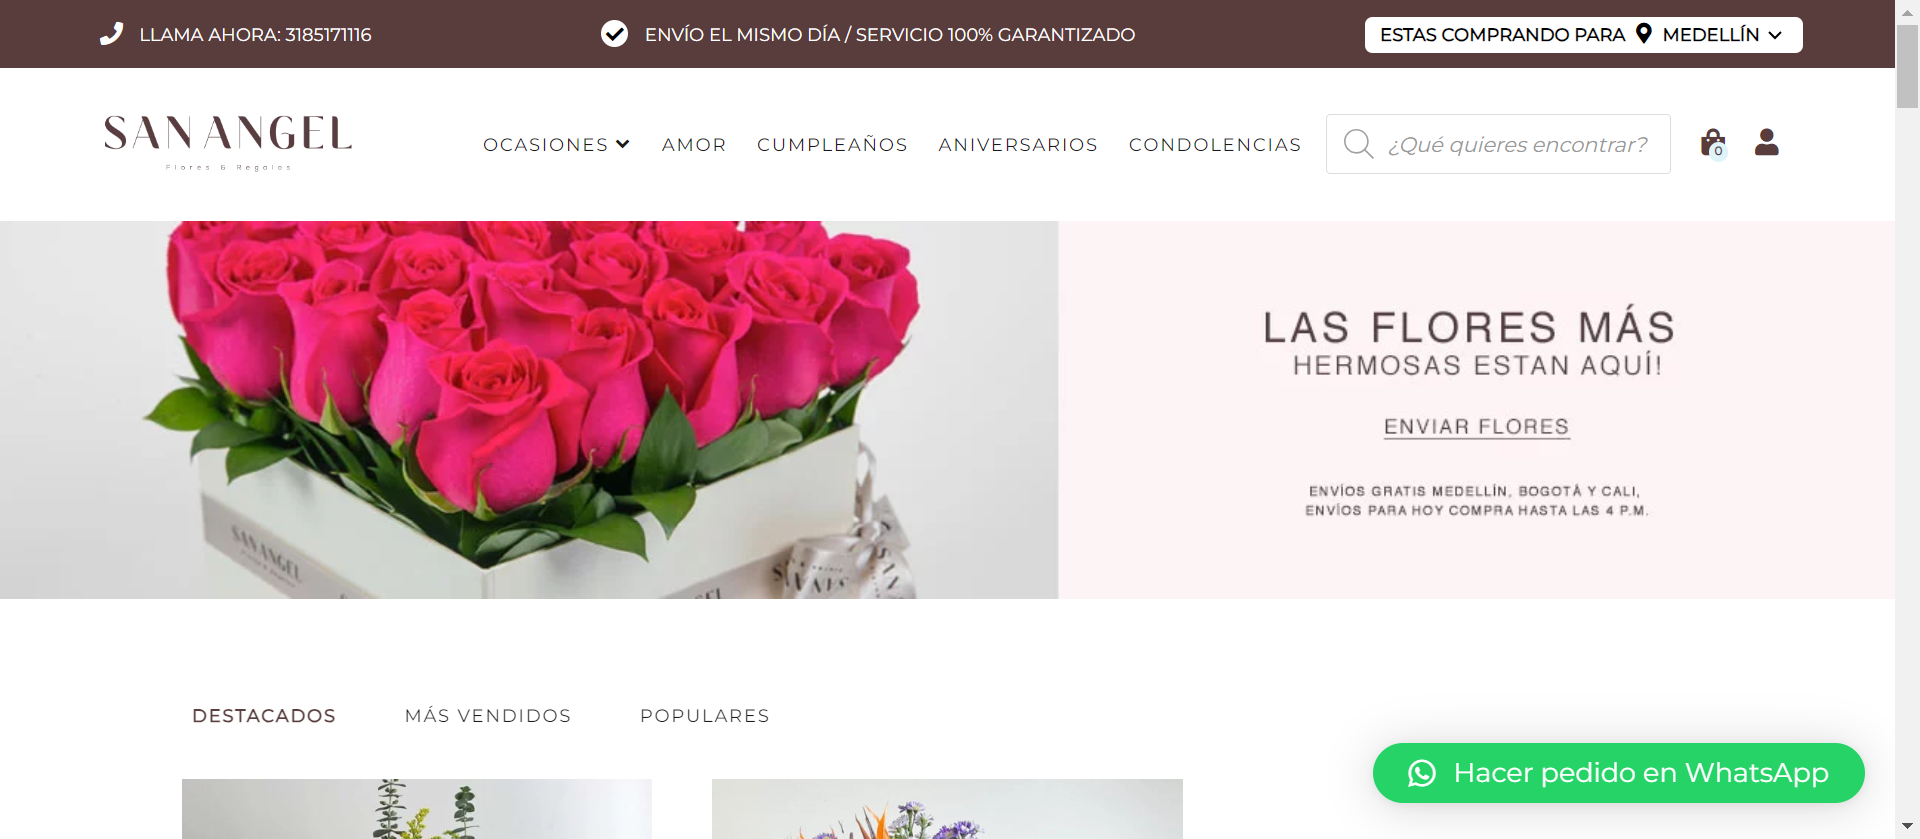 LLAMA AHORA: 3185171116
ENVÍO EL MISMO DÍA / SERVICIO 100% GARANTIZADO
ESTAS COMPRANDO PARA MEDELLÍN
SAN ANGEL
Flores & Regalos
OCASIONES
AMOR
CUMPLEAÑOS
ANIVERSARIOS
CONDOLENCIAS
¿Qué quieres encontrar?
0
LAS FLORES MÁS
HERMOSAS ESTAN AQUÍ!
ENVIAR FLORES
ENVÍOS GRATIS MEDELLÍN, BOGOTÁ Y CALI,
ENVÍOS PARA HOY COMPRA HASTA LAS 4 P.M.
SAN ANGEL
DESTACADOS
MÁS VENDIDOS
POPULARES
Hacer pedido en WhatsApp